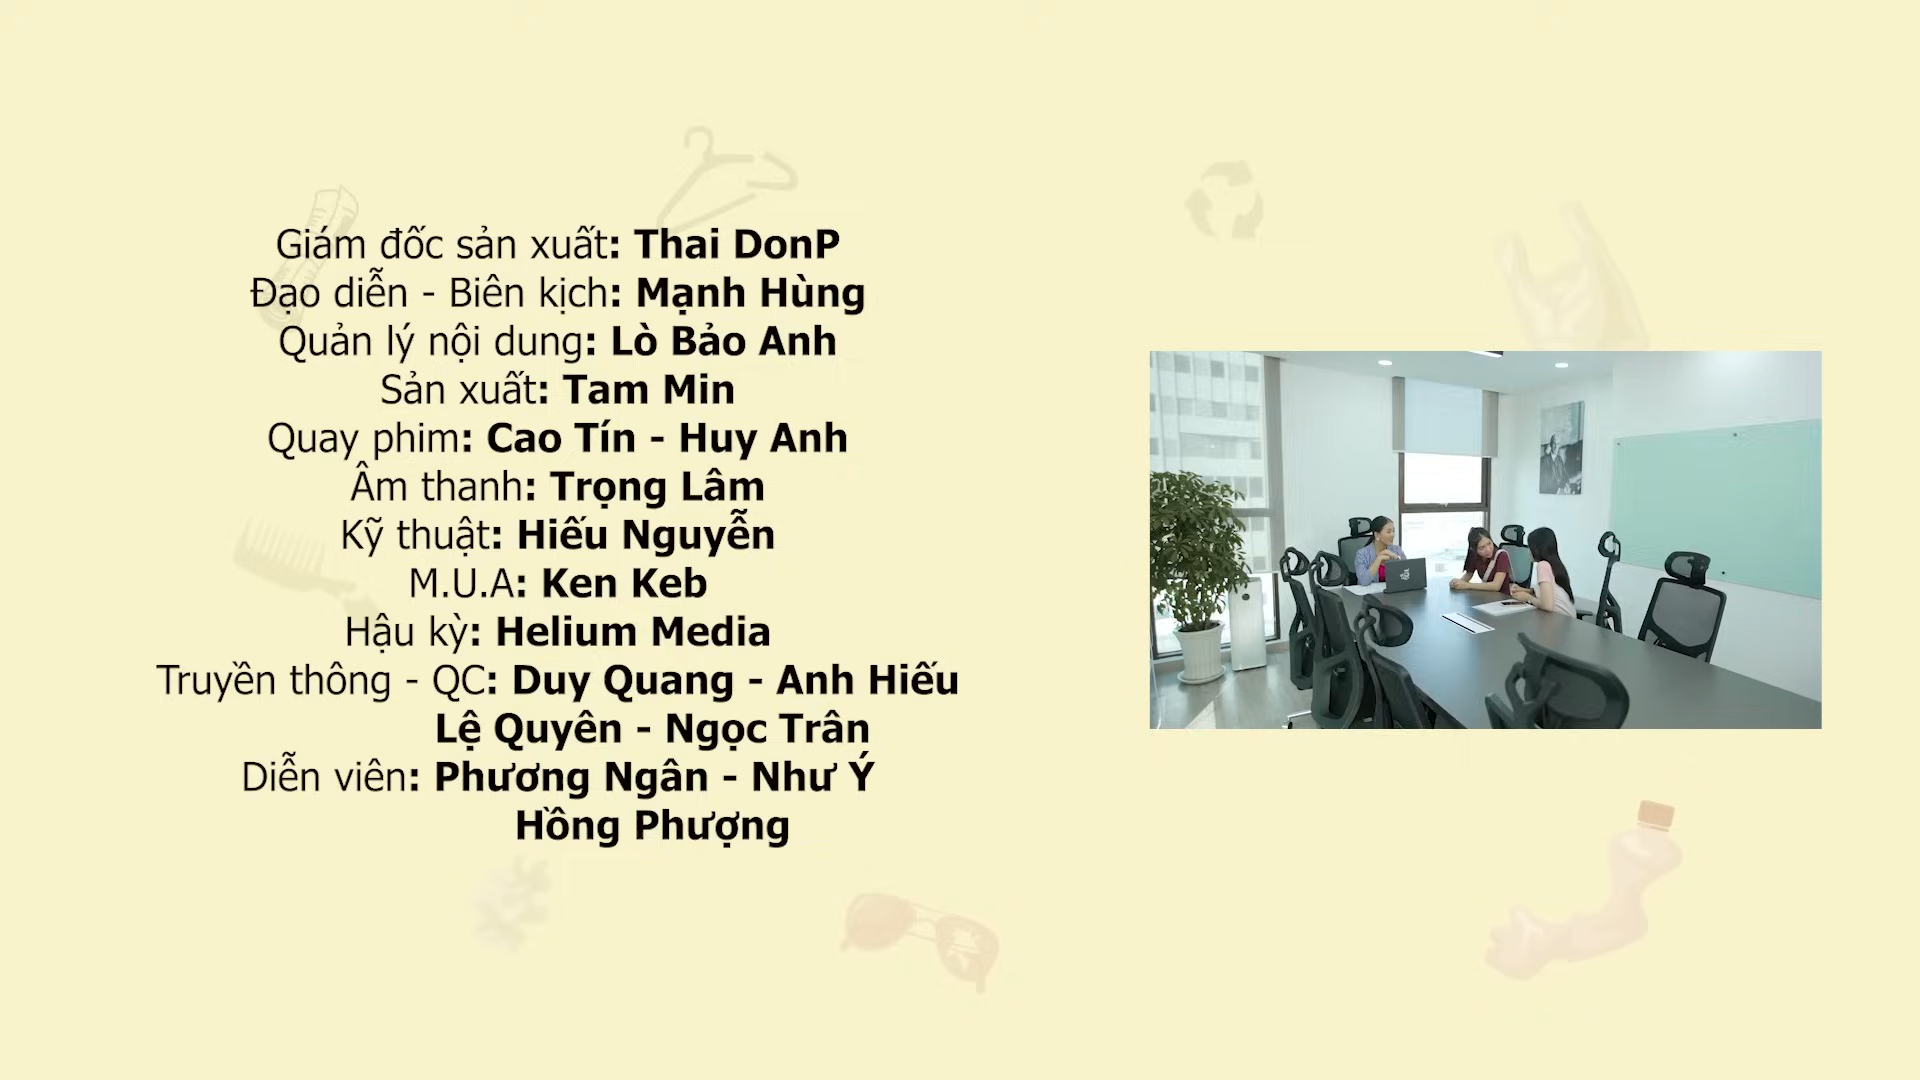 Giám đốc sản xuất: Thai DonP
Đạo diễn - Biên kịch: Mạnh Hùng
Quản lý nội dung: Lò Bảo Anh
Sản xuất: Tam Min
Quay phim: Cao Tín - Huy Anh
Âm thanh: Trọng Lâm
Kỹ thuật: Hiếu Nguyễn
M.U.A: Ken Keb
Hậu kỳ: Helium Media
Truyền thông - QC: Duy Quang - Anh Hiếu
Lệ Quyên - Ngọc Trân
Diễn viên: Phương Ngân - Như Ý
Hồng Phượng